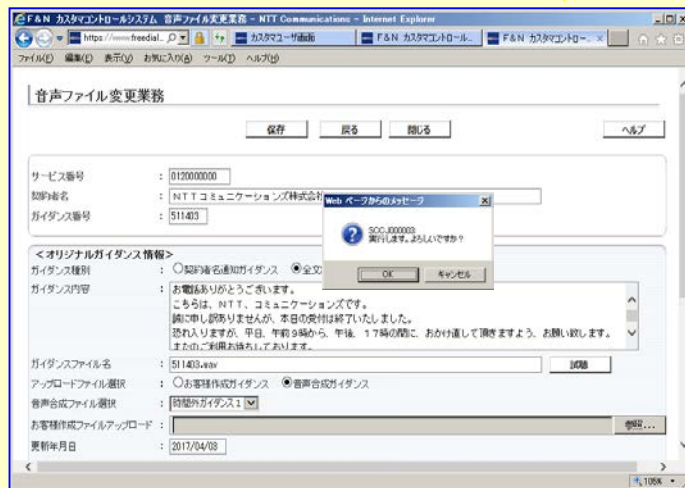 F&N カスタマコントロールシステム 音声ファイル変更業務 - NTT Communications - Internet Explorer
https://www.freedial...
カスタマユーザ画面
F&N カスタマコントロール...
F&N カスタマコントロー...
ファイル(F) 編集(E) 表示(V) お気に入り(A) ツール(T) ヘルプ(H)
音声ファイル変更業務
保存 戻る 閉じる ヘルプ
サービス番号 : 0120000000
契約者名 : NTTコミュニケーションズ株式会社
ガイダンス番号 : 511403
Web ページからのメッセージ
SCCJ000003
実行します。よろしいですか?
OK キャンセル
<オリジナルガイダンス情報>
ガイダンス種別 : 契約者名通知ガイダンス 全文
ガイダンス内容 : お電話ありがとうございます。
こちらは、NTT、コミュニケーションズです。
誠に申し訳ありませんが、本日の受付は終了いたしました。
恐れ入りますが、平日、午前9時から、午後、17時の間に、おかけ直して頂きますよう、お願い致します。
またのご利用お待ちしております。
ガイダンスファイル名 : 511403.wav 試聴
アップロードファイル選択 : お客様作成ガイダンス 音声合成ガイダンス
音声合成ファイル選択 : 時間外ガイダンス1
お客様作成ファイルアップロード : 参照...
更新年月日 : 2017/04/03
105%